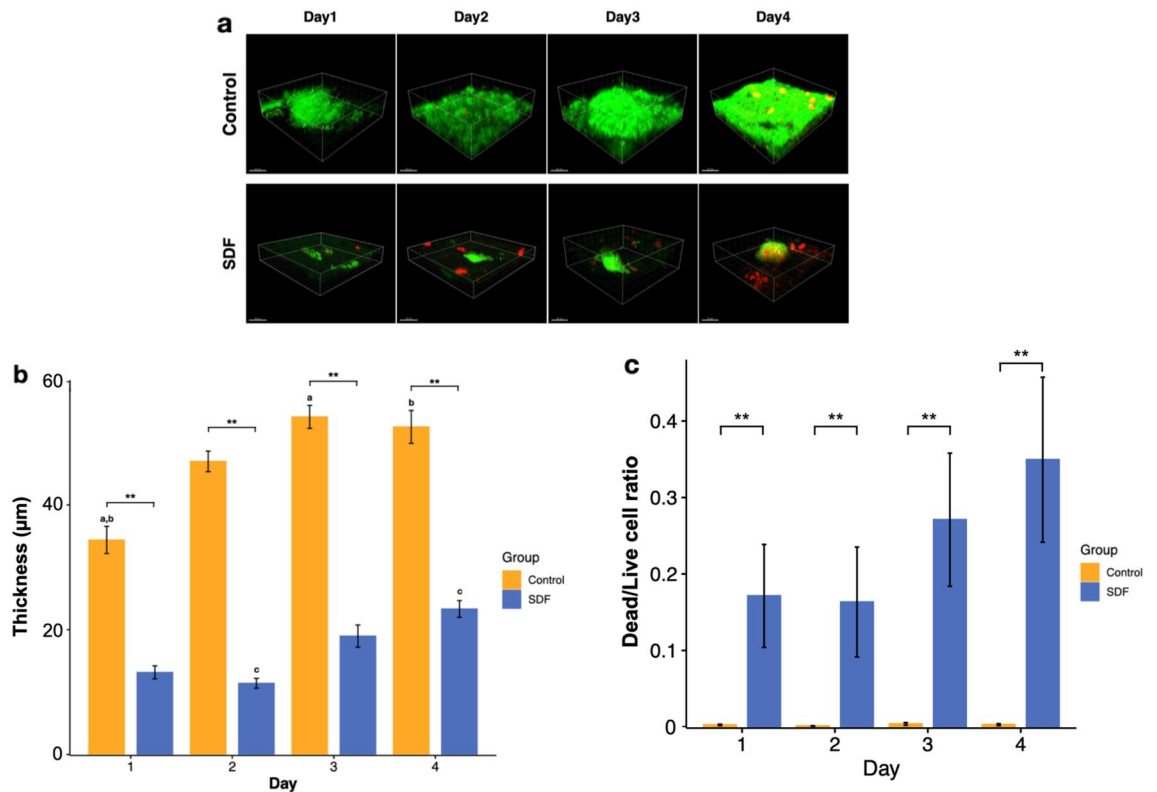 a
Day1 Day2 Day3 Day4
Control
SDF
b
Thickness (μm)
60
40
20
0
a,b
**
**
c
a
**
b
**
c
1 2 3 4
Day
Group
Control
SDF
c
Dead/Live cell ratio
0.4
0.3
0.2
0.1
0
**
**
**
**
1 2 3 4
Day
Group
Control
SDF